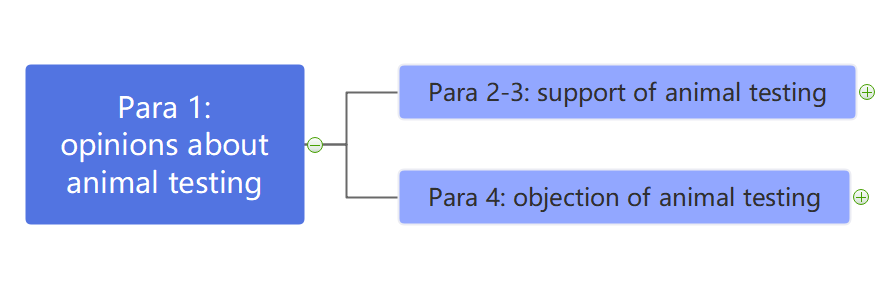 Para 1:
opinions about
animal testing
Para 2-3: support of animal testing
Para 4: objection of animal testing